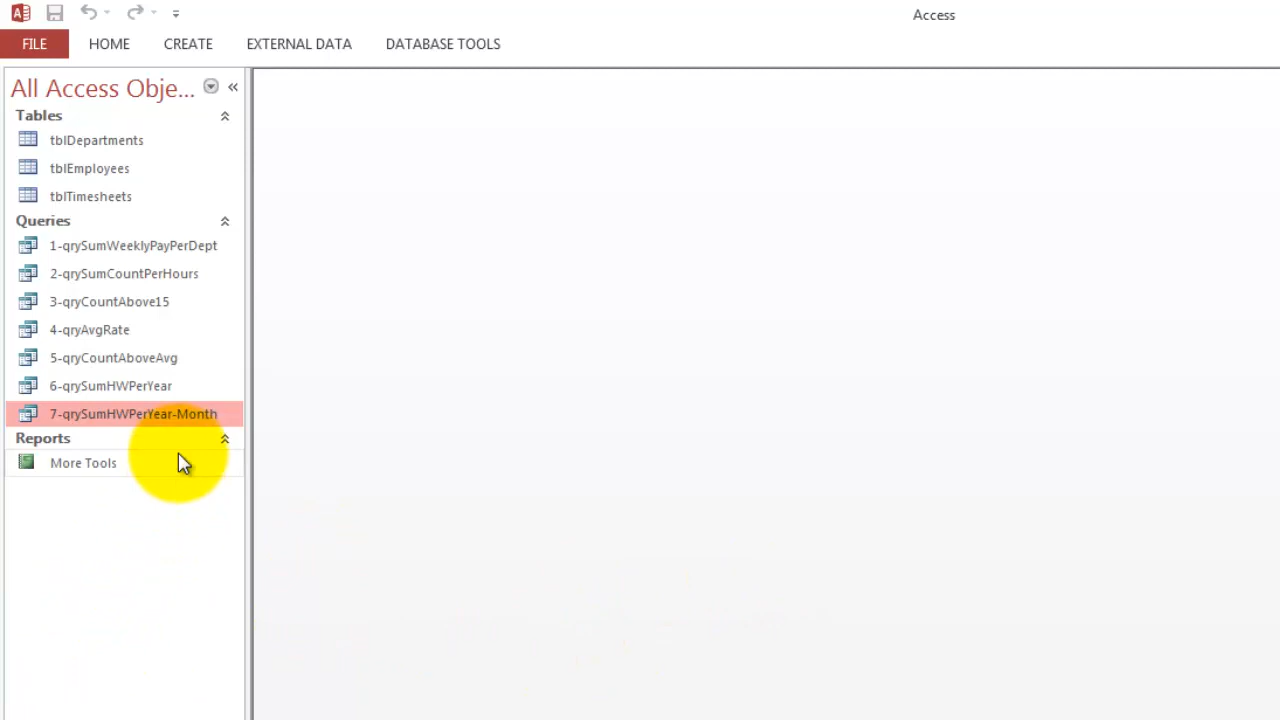 Access
FILE HOME CREATE EXTERNAL DATA DATABASE TOOLS
All Access Obje...
Tables
tblDepartments
tblEmployees
tblTimesheets
Queries
1-qrySumWeeklyPayPerDept
2-qrySumCountPerHours
3-qryCountAbove15
4-qryAvgRate
5-qryCountAboveAvg
6-qrySumHWPerYear
7-qrySumHWPerYear-Month
Reports
More Tools